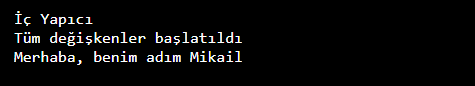 İç Yapıcı
Tüm değişkenler başlatıldı
Merhaba, benim adım Mikail